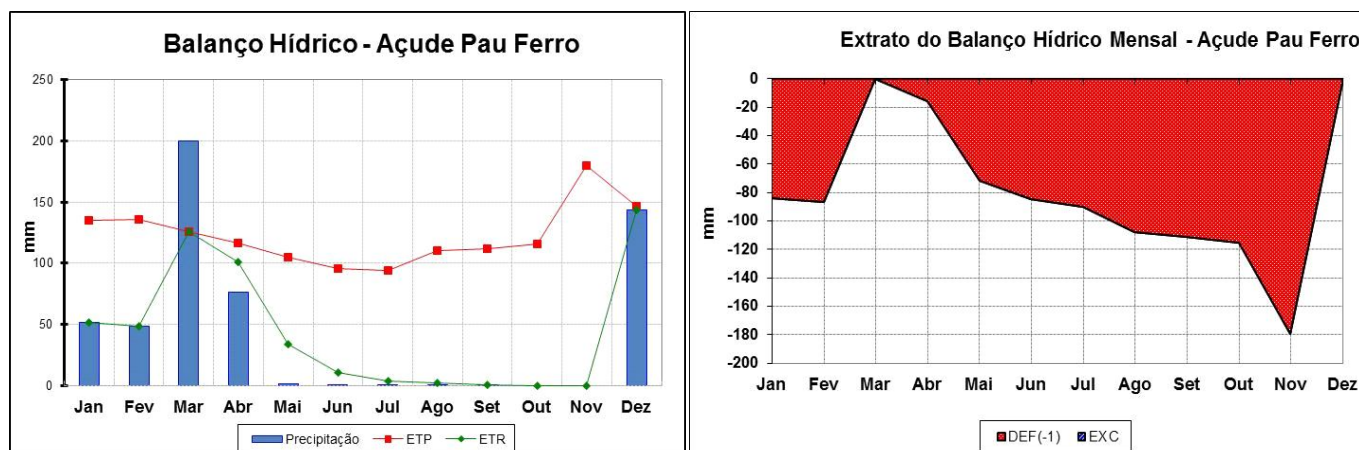 Balanço Hídrico - Açude Pau Ferro
250
200
150
100
50
0
mm
Jan Fev Mar Abr Mai Jun Jul Ago Set Out Nov Dez
Precipitação ETP ETR
Extrato do Balanço Hídrico Mensal - Açude Pau Ferro
0
-20
-40
-60
-80
-100
-120
-140
-160
-180
-200
mm
Jan Fev Mar Abr Mai Jun Jul Ago Set Out Nov Dez
DEF(-1) EXC